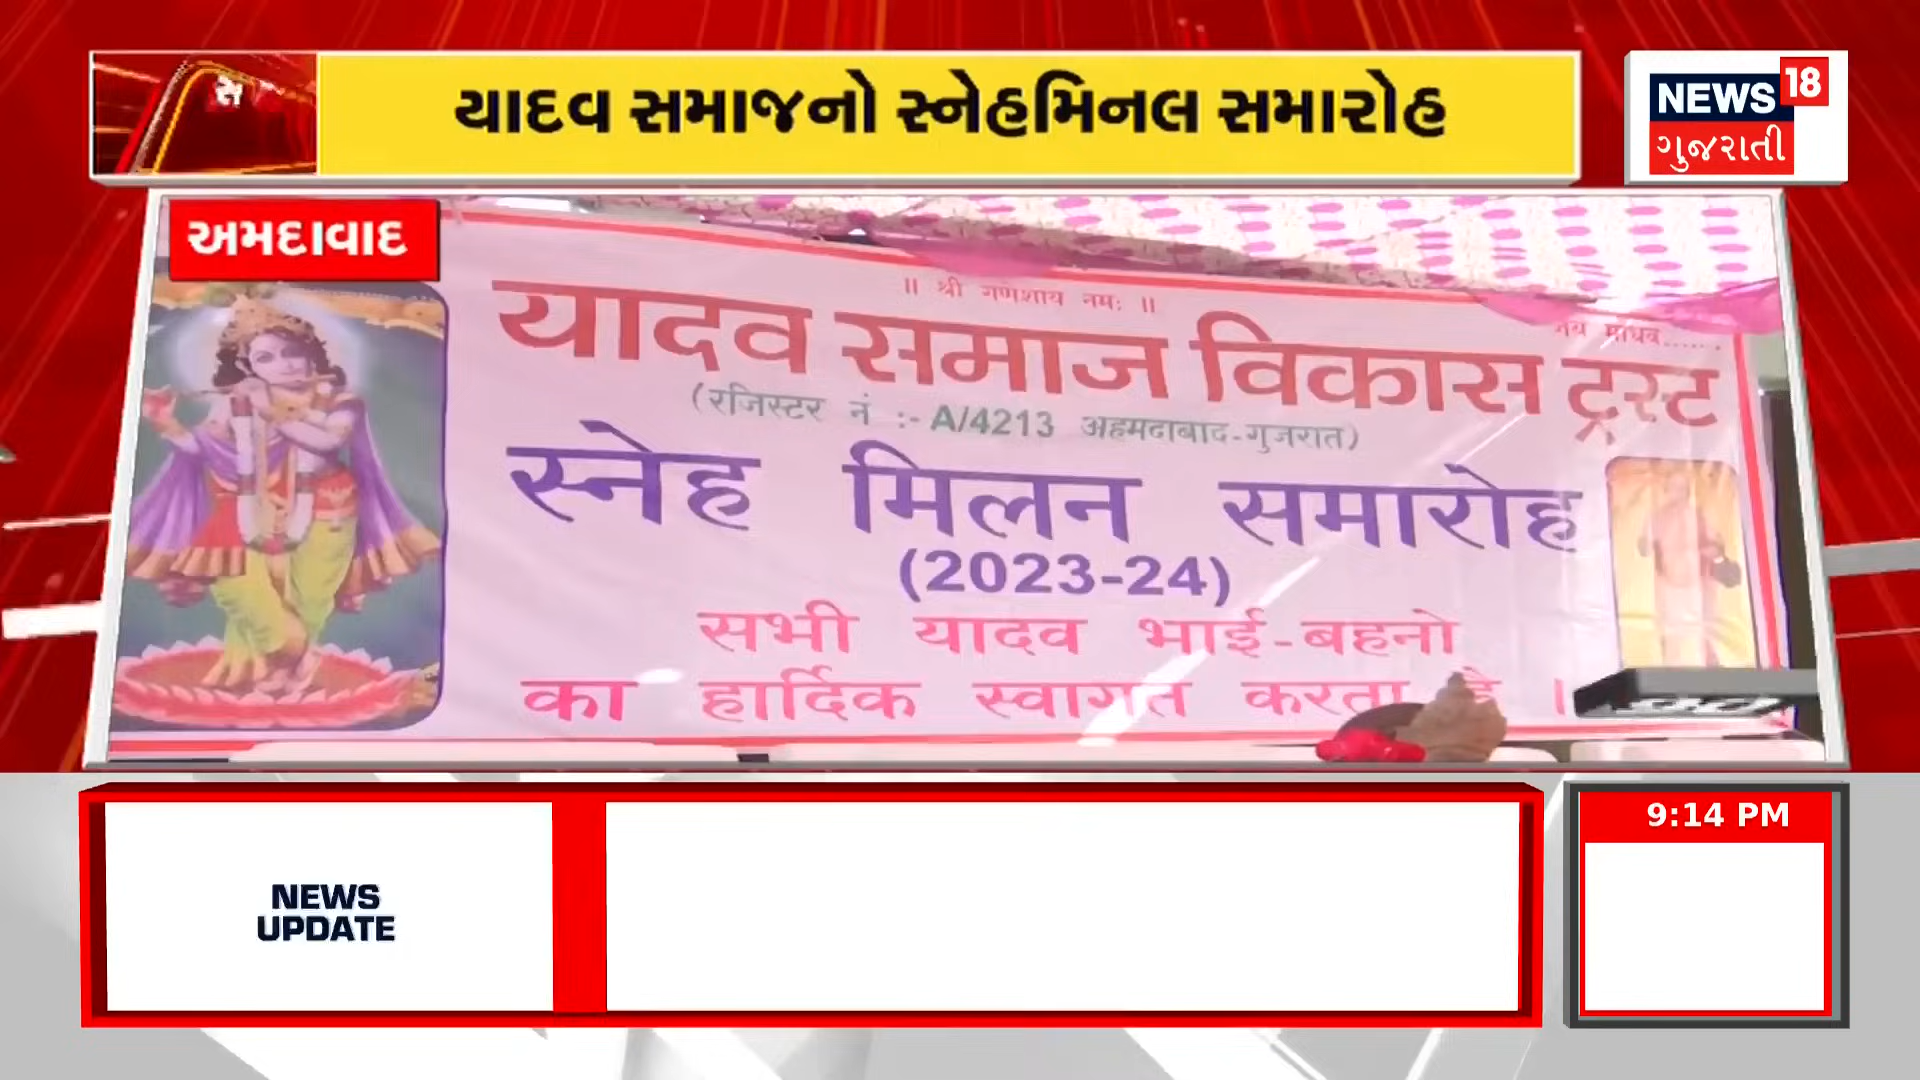 યાદવ સમાજનો સ્નેહમિનલ સમારોહ
NEWS 18
ગુજરાતી
અમદાવાદ
॥ श्री गणशाय नमः ॥
यादव समाज विकास ट्रस्ट
(रजिस्टर नं :- A/4213 अहमदाबाद-गुजरात)
स्नेह मिलन समारोह
(2023-24)
सभी यादव भाई-बहनो
का हार्दिक स्वागत करता है ।
NEWS
UPDATE
9:14 PM